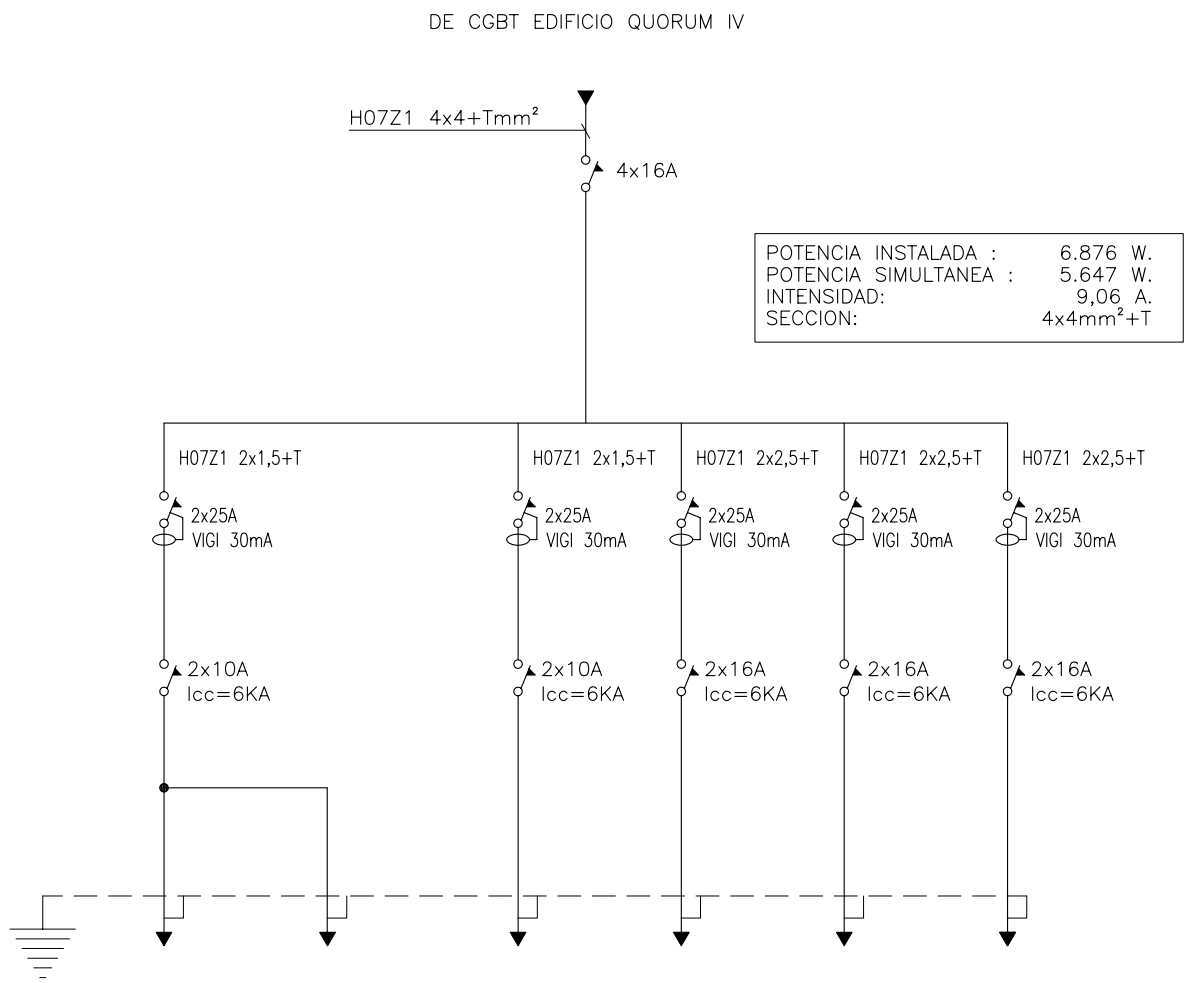 DE CGBT EDIFICIO QUORUM IV
H07Z1 4x4+Tmm²
4x16A
POTENCIA INSTALADA : 6.876 W.
POTENCIA SIMULTANEA : 5.647 W.
INTENSIDAD: 9,06 A.
SECCION: 4x4mm²+T
H07Z1 2x1,5+T
H07Z1 2x1,5+T
H07Z1 2x2,5+T
H07Z1 2x2,5+T
H07Z1 2x2,5+T
2x25A
VIGI 30mA
2x25A
VIGI 30mA
2x25A
VIGI 30mA
2x25A
VIGI 30mA
2x25A
VIGI 30mA
2x10A
Icc=6KA
2x10A
Icc=6KA
2x16A
Icc=6KA
2x16A
Icc=6KA
2x16A
Icc=6KA